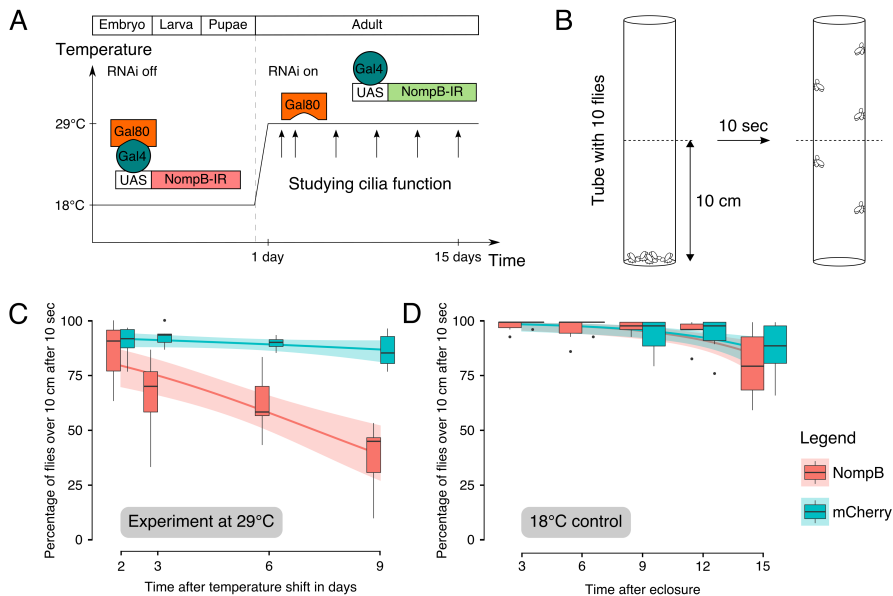 A
Embryo Larva Pupae Adult
Temperature
RNAi off
RNAi on
29°C
18°C
Gal80
Gal4
UAS NompB-IR
Gal80
Gal4
UAS NompB-IR
Studying cilia function
1 day
15 days
Time
B
Tube with 10 flies
10 sec
10 cm
C
Percentage of flies over 10 cm after 10 sec
100
75
50
25
0
Experiment at 29°C
2 3 6 9
Time after temperature shift in days
D
Percentage of flies over 10 cm after 10 sec
100
75
50
25
0
18°C control
3 6 9 12 15
Time after eclosure
Legend
NompB
mCherry